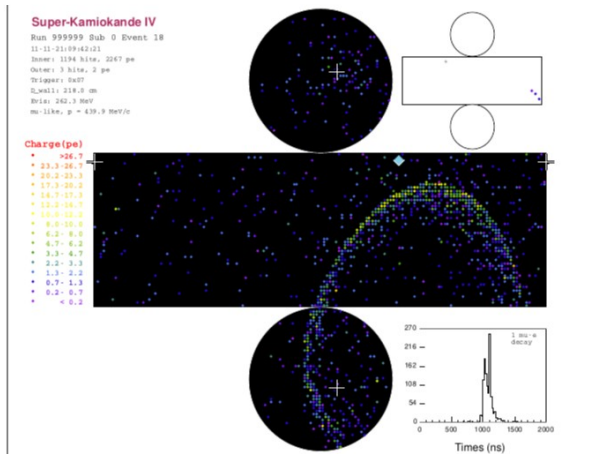 Super-Kamiokande IV
Run 999999 Sub 0 Event 18
11-11-21:09:42:21
Inner: 1194 hits, 2267 pe
Outer: 3 hits, 2 pe
Trigger: 0x07
D_wall: 218.0 cm
Evis: 262.3 MeV
mu-like, p = 439.9 MeV/c
Charge(pe)
>26.7
23.3-26.7
20.2-23.3
17.3-20.2
14.7-17.3
12.2-14.7
10.0-12.2
8.0-10.0
6.2- 8.0
4.7- 6.2
3.3- 4.7
2.2- 3.3
1.3- 2.2
0.7- 1.3
0.2- 0.7
< 0.2
1 mu-e
decay
270
216
162
108
54
0
0 500 1000 1500 2000
Times (ns)